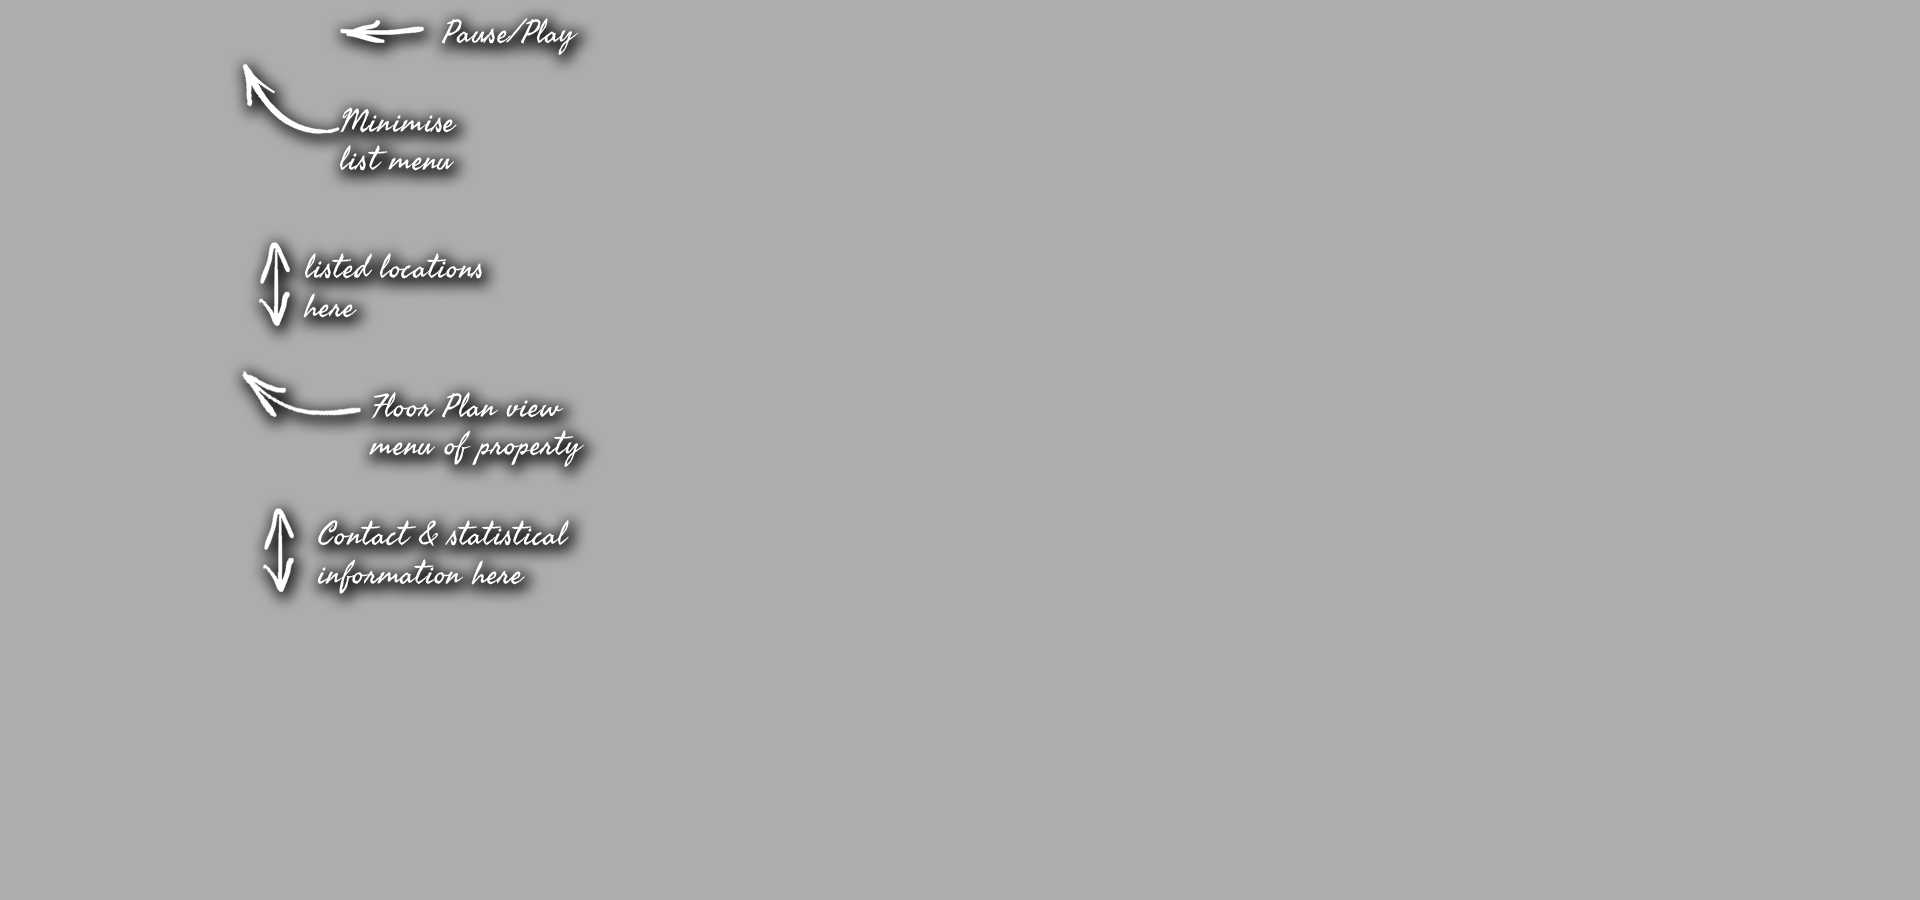 Pause/Play
Minimise
list menu
listed locations
here
Floor Plan view
menu of property
Contact & statistical
information here